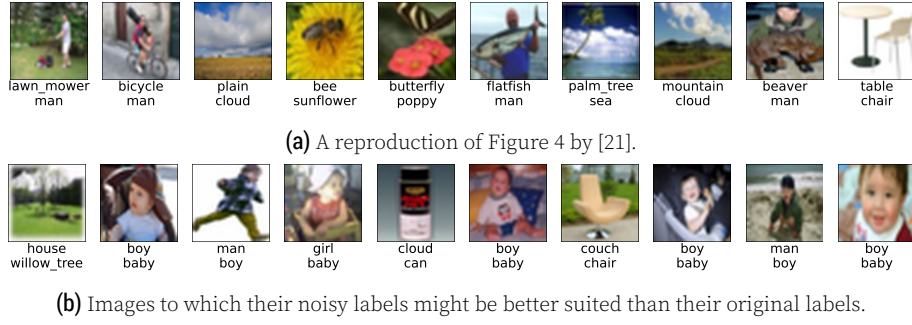 lawn_mower bicycle plain bee butterfly flatfish palm_tree mountain beaver table
man man cloud sunflower poppy man sea cloud man chair
(a) A reproduction of Figure 4 by [21].
house boy man girl cloud boy couch boy man boy
willow_tree baby boy baby can baby chair baby boy baby
(b) Images to which their noisy labels might be better suited than their original labels.